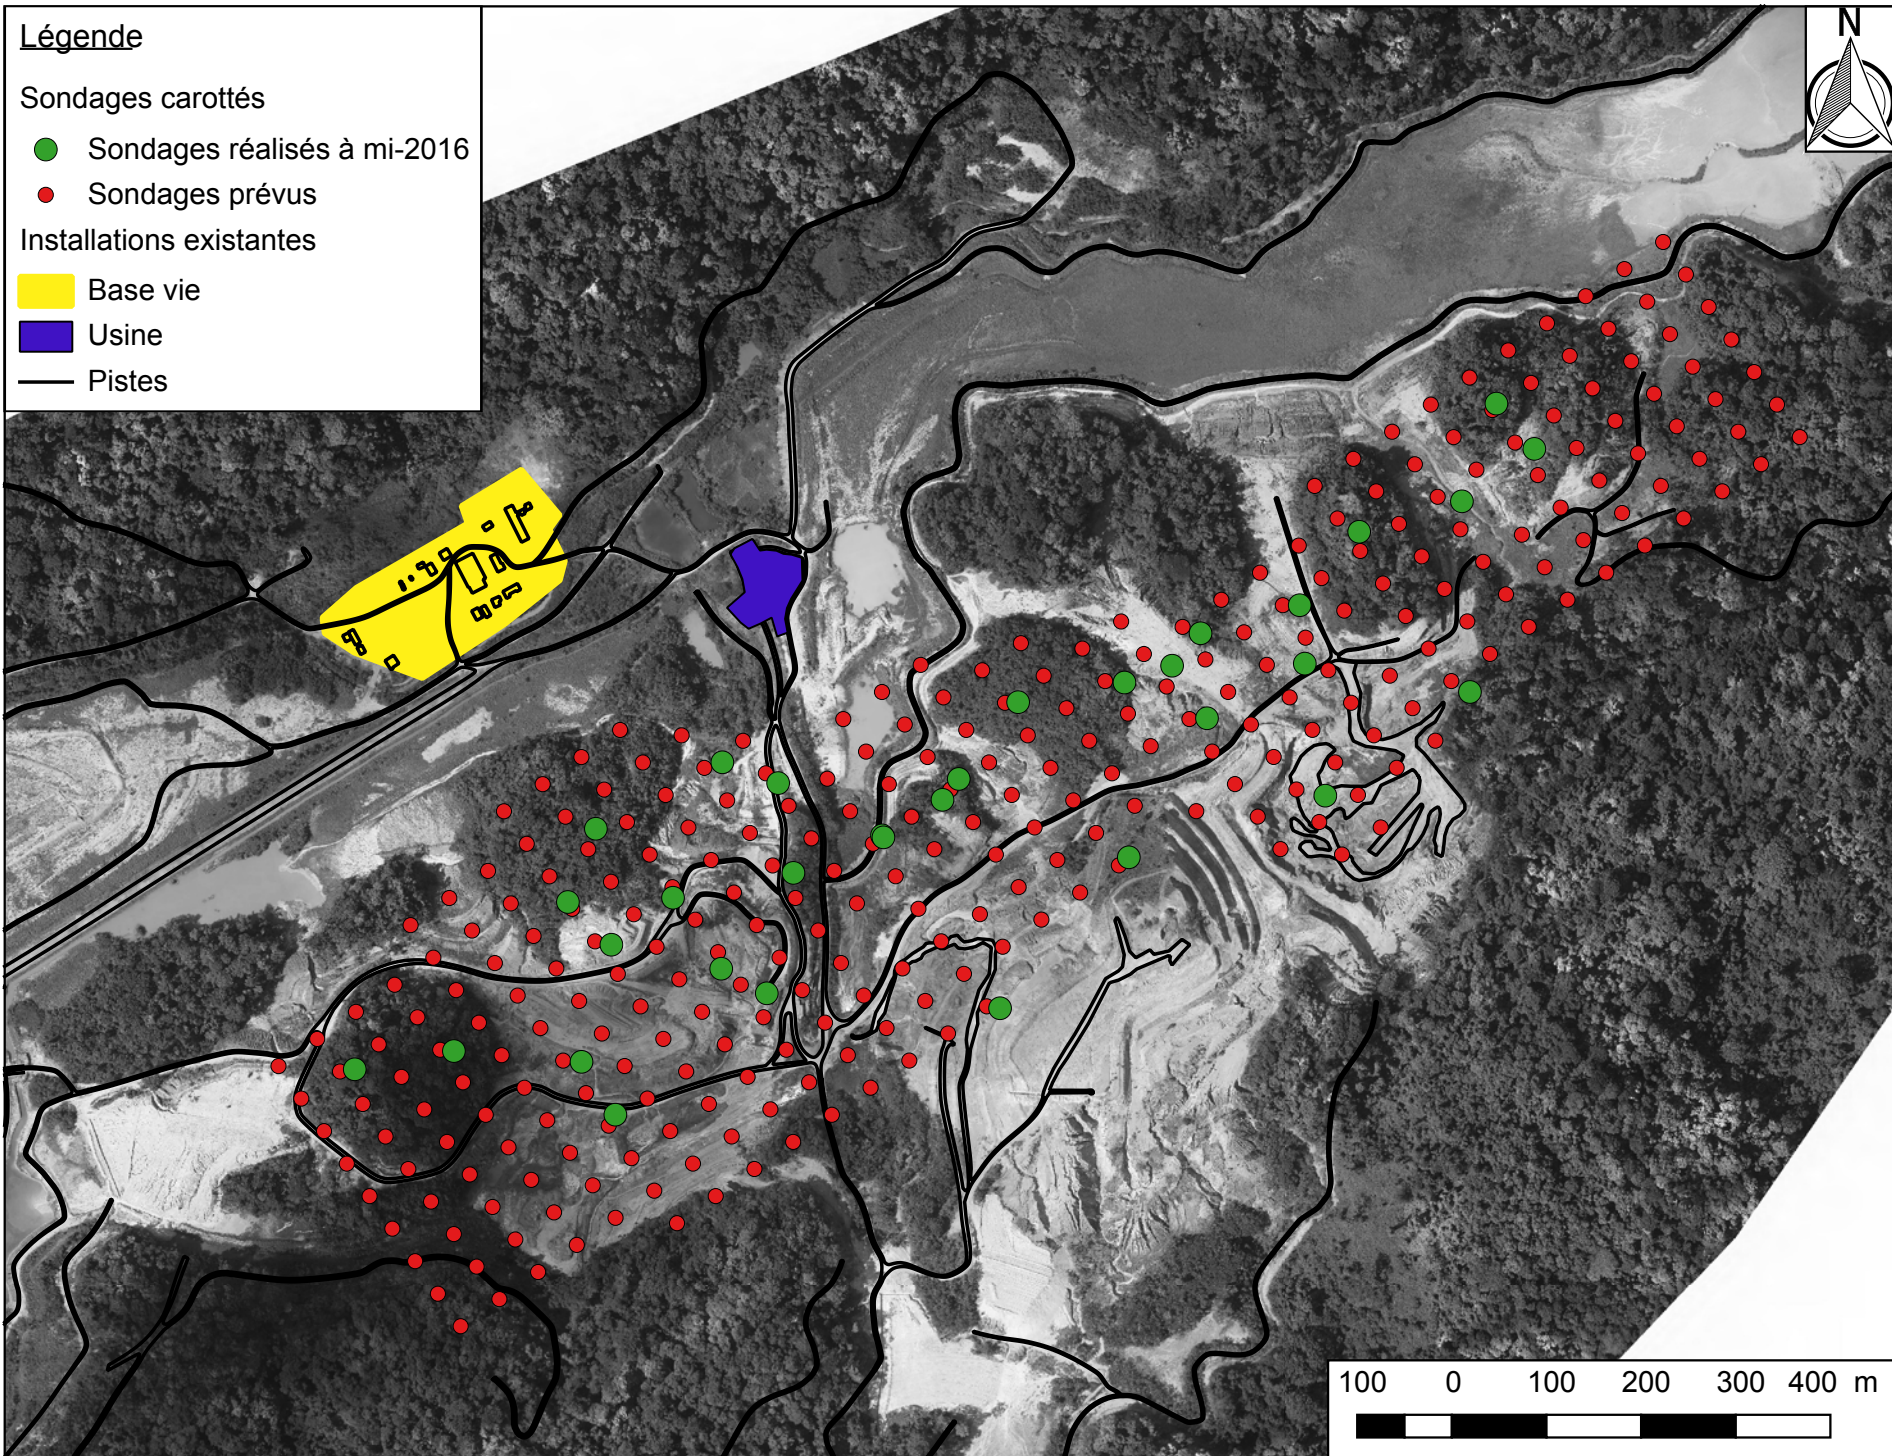 Légende
Sondages carottés
Sondages réalisés à mi-2016
Sondages prévus
Installations existantes
Base vie
Usine
Pistes
N
100 0 100 200 300 400 m